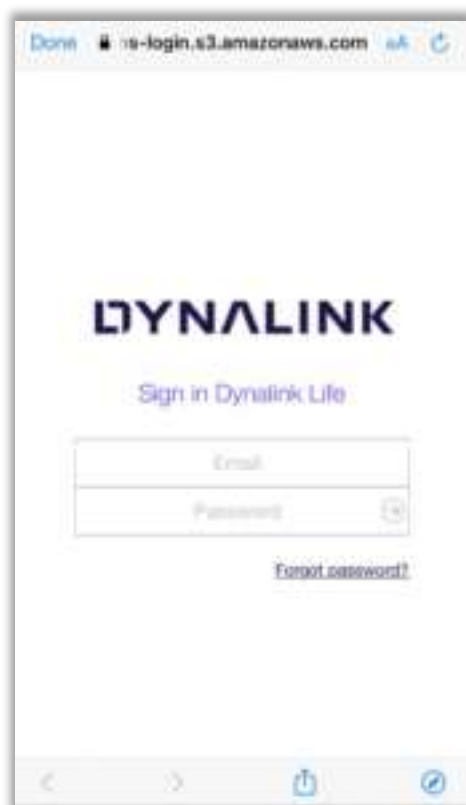 Done s-login.s3.amazonaws.com AA
DYNALINK
Sign in Dynalink Life
Email
Password
Forgot password?